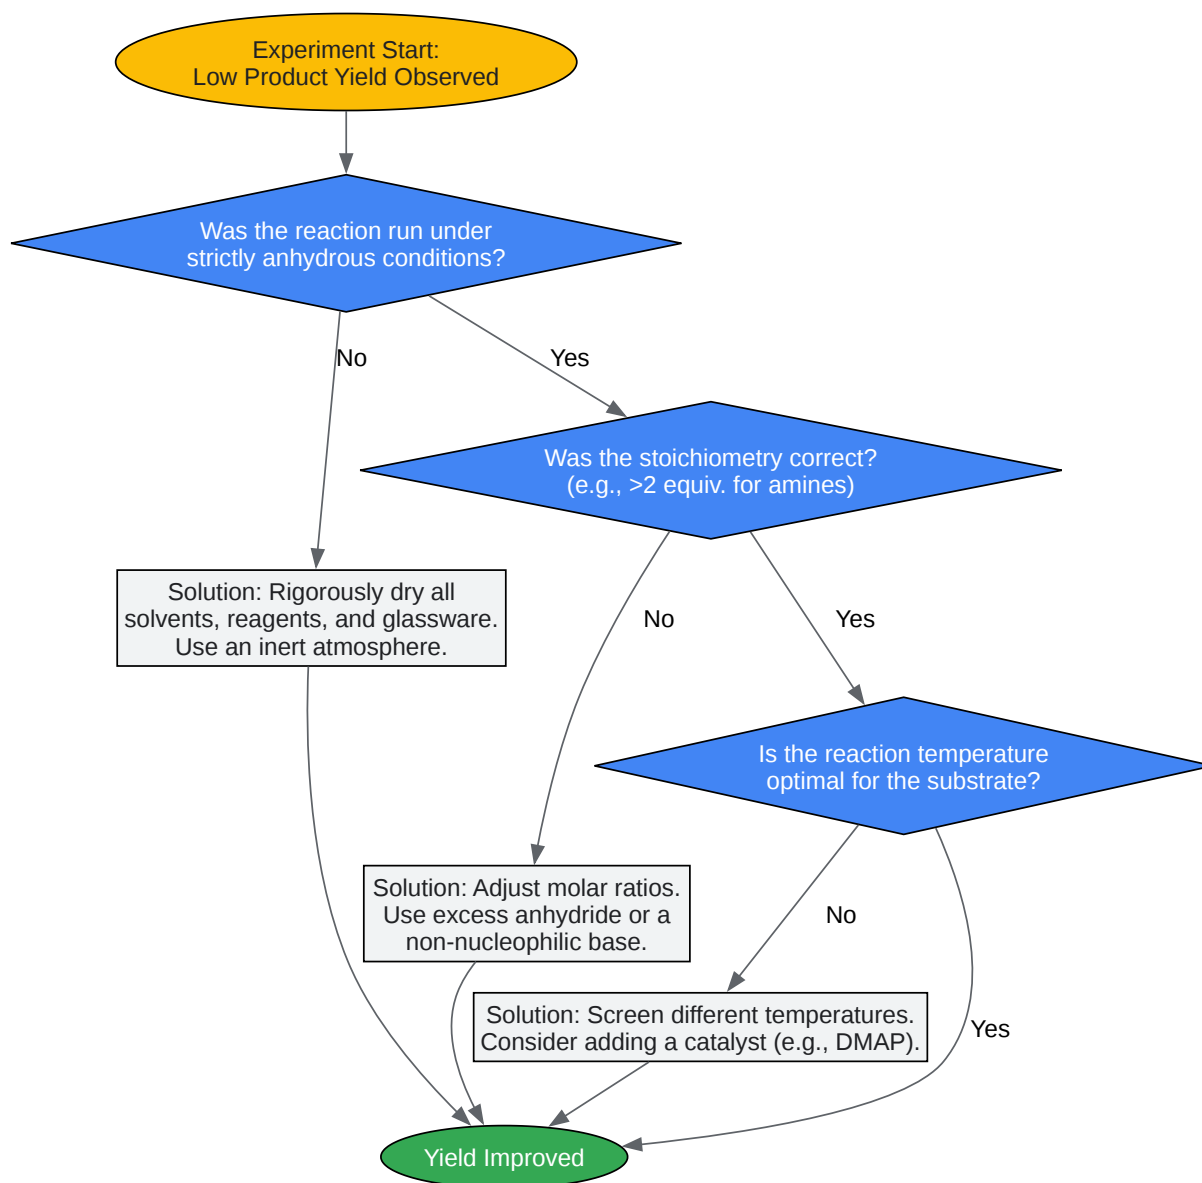 Experiment Start:
Low Product Yield Observed
Was the reaction run under
strictly anhydrous conditions?
No
Yes
Was the stoichiometry correct?
(e.g., >2 equiv. for amines)
Solution: Rigorously dry all
solvents, reagents, and glassware.
Use an inert atmosphere.
No
Yes
Is the reaction temperature
optimal for the substrate?
Solution: Adjust molar ratios.
Use excess anhydride or a
non-nucleophilic base.
No
Solution: Screen different temperatures.
Consider adding a catalyst (e.g., DMAP).
Yes
Yield Improved